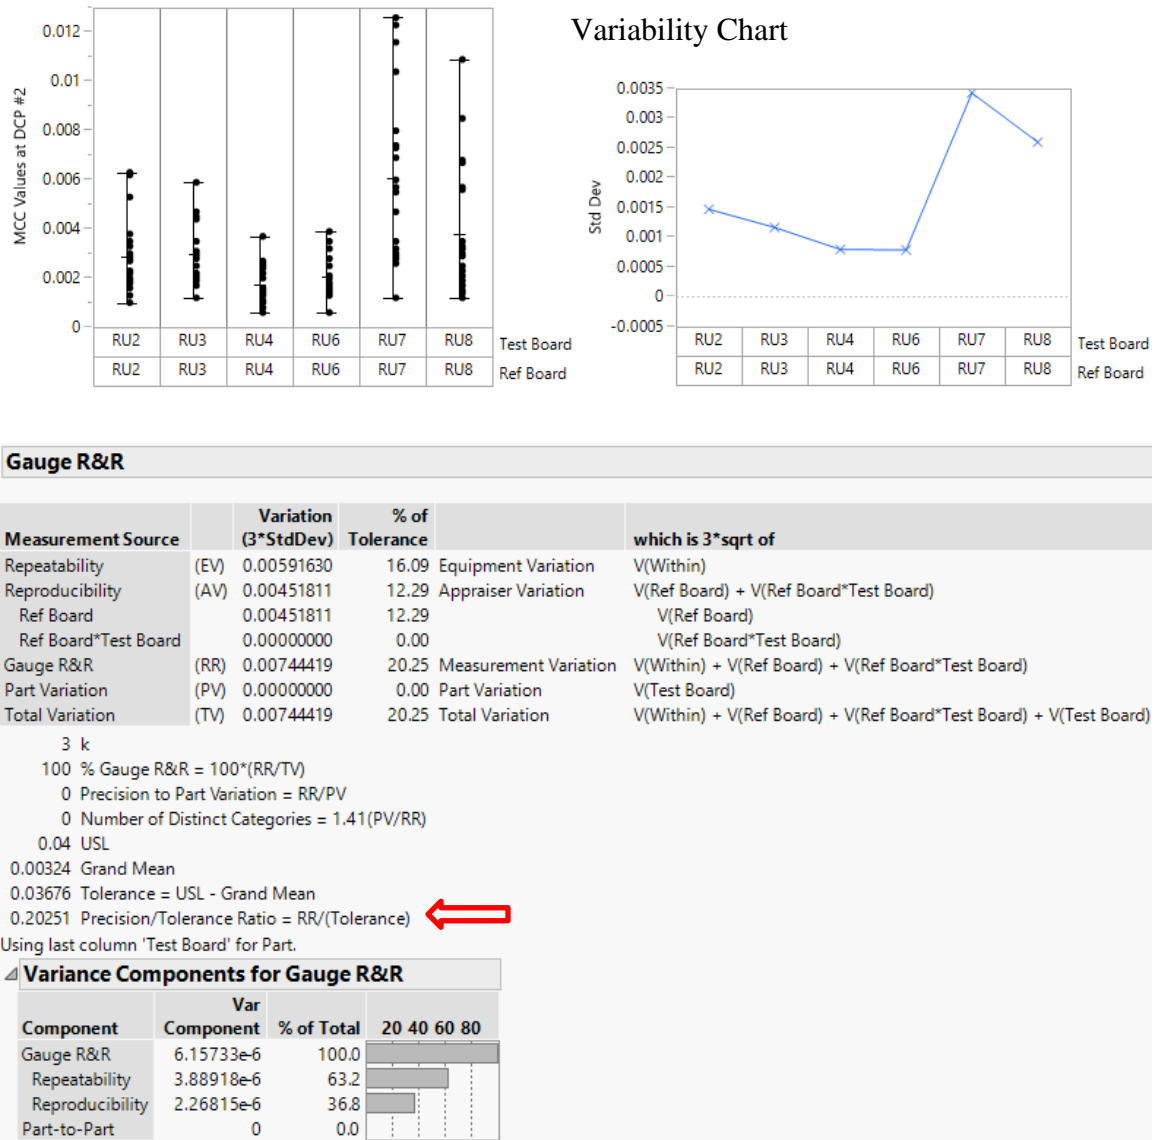 Variability Chart
MCC Values at DCP #2
0.012
0.01
0.008
0.006
0.004
0.002
0
RU2 RU3 RU4 RU6 RU7 RU8 Test Board
RU2 RU3 RU4 RU6 RU7 RU8 Ref Board
Std Dev
0.0035
0.003
0.0025
0.002
0.0015
0.001
0.0005
0
-0.0005
RU2 RU3 RU4 RU6 RU7 RU8 Test Board
RU2 RU3 RU4 RU6 RU7 RU8 Ref Board
Gauge R&R
Variation % of
Measurement Source (3*StdDev) Tolerance which is 3*sqrt of
Repeatability (EV) 0.00591630 16.09 Equipment Variation V(Within)
Reproducibility (AV) 0.00451811 12.29 Appraiser Variation V(Ref Board) + V(Ref Board*Test Board)
Ref Board 0.00451811 12.29 V(Ref Board)
Ref Board*Test Board 0.00000000 0.00 V(Ref Board*Test Board)
Gauge R&R (RR) 0.00744419 20.25 Measurement Variation V(Within) + V(Ref Board) + V(Ref Board*Test Board)
Part Variation (PV) 0.00000000 0.00 Part Variation V(Test Board)
Total Variation (TV) 0.00744419 20.25 Total Variation V(Within) + V(Ref Board) + V(Ref Board*Test Board) + V(Test Board)
3 k
100 % Gauge R&R = 100*(RR/TV)
0 Precision to Part Variation = RR/PV
0 Number of Distinct Categories = 1.41(PV/RR)
0.04 USL
0.00324 Grand Mean
0.03676 Tolerance = USL - Grand Mean
0.20251 Precision/Tolerance Ratio = RR/(Tolerance)
Using last column 'Test Board' for Part.
Variance Components for Gauge R&R
Var
Component Component % of Total 20 40 60 80
Gauge R&R 6.15733e-6 100.0
Repeatability 3.88918e-6 63.2
Reproducibility 2.26815e-6 36.8
Part-to-Part 0 0.0